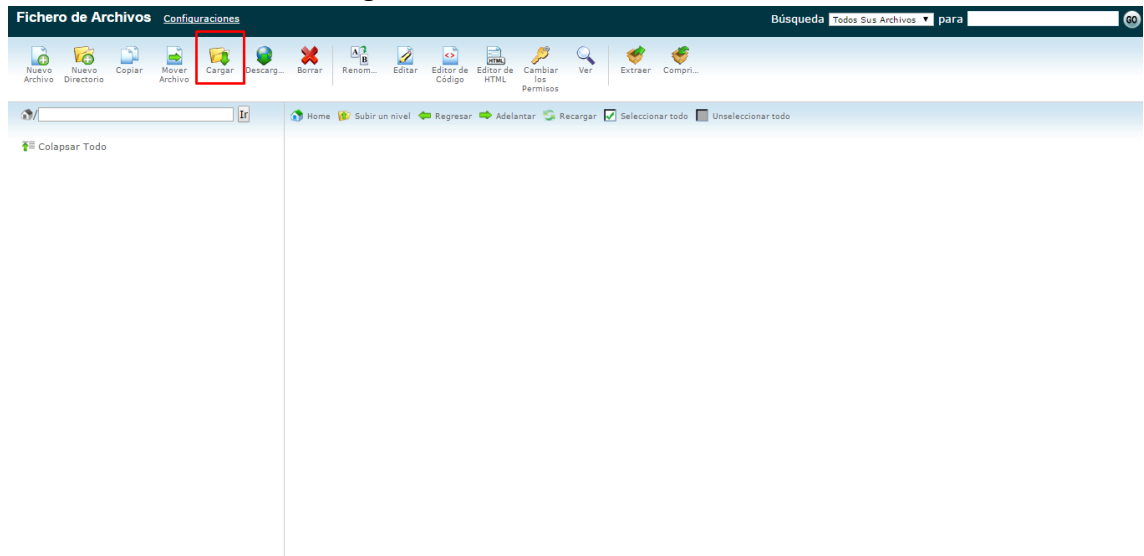 Fichero de Archivos Configuraciones Búsqueda Todos Sus Archivos para GO
Nuevo Archivo Nuevo Directorio Copiar Mover Archivo Cargar Descarg... Borrar Renom... Editar Editor de Código Editor de HTML Cambiar los Permisos Ver Extraer Compri...
/ Ir Home Subir un nivel Regresar Adelantar Recargar Seleccionar todo Unseleccionar todo
Colapsar Todo